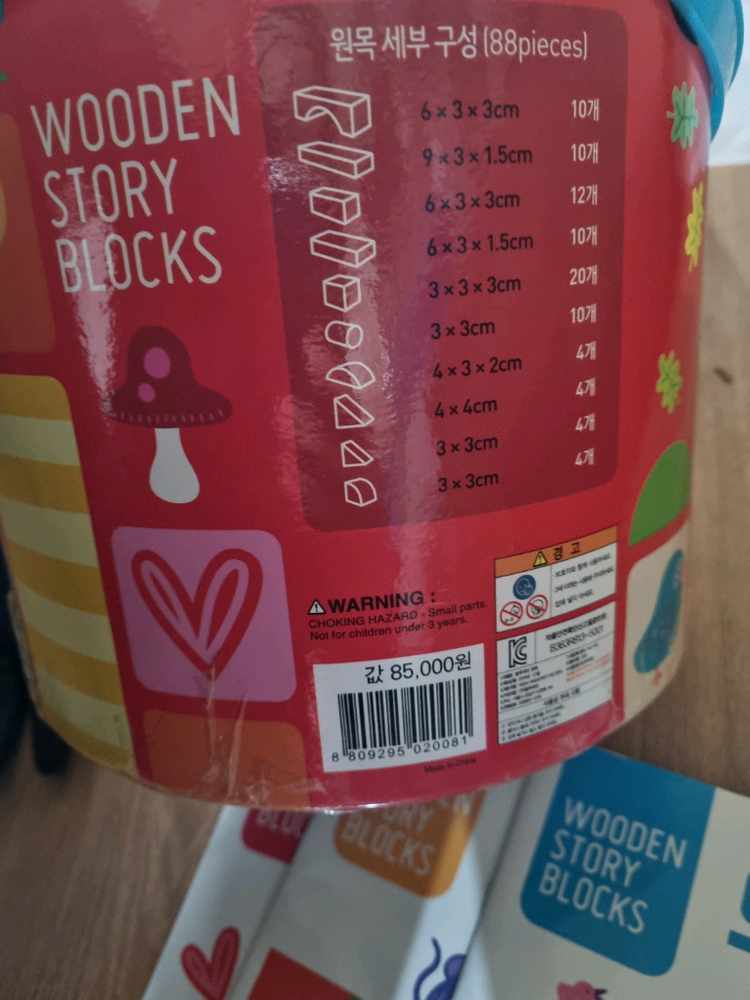 원목 세부 구성 (88pieces)
WOODEN
STORY
BLOCKS
6 × 3 × 3cm 10개
9 × 3 × 1.5cm 10개
6 × 3 × 3cm 12개
6 × 3 × 1.5cm 10개
3 × 3 × 3cm 20개
3 × 3cm 10개
4 × 3 × 2cm 4개
4 × 4cm 4개
3 × 3cm 4개
3 × 3cm 4개
경 고
WARNING :
CHOKING HAZARD - Small parts.
Not for children under 3 years.
값 85,000원
8 809295 020081
Made in China
BLOC
STORY
BLOCKS
WOODEN
STORY
BLOCKS